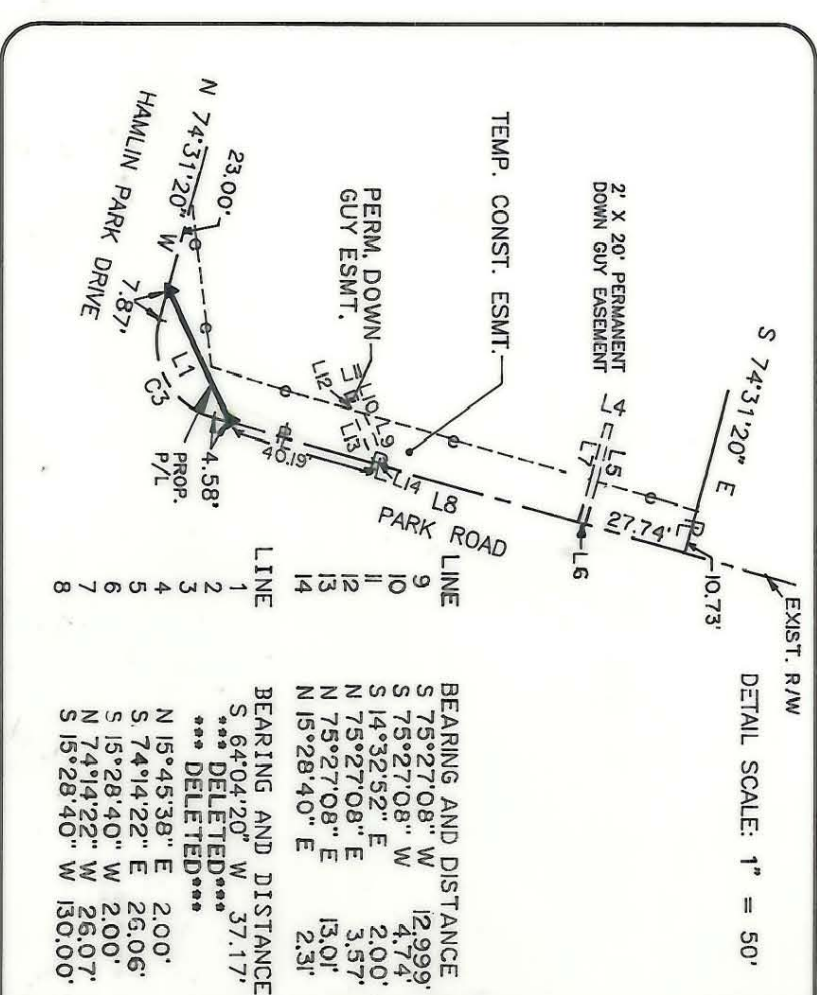 DETAIL SCALE: 1" = 50'
EXIST. R/W
S 74°31'20" E
10.73'
27.74'
2' X 20' PERMANENT
DOWN GUY EASEMENT
L4
L5
L7
L6
TEMP. CONST. ESMT.
L8
PARK ROAD
PERM. DOWN
GUY ESMT.
L9
L10
L12
L13
L14
40.19'
N 74°31'20" W
23.00'
HAMLIN PARK DRIVE
7.87'
L1
C3
4.58'
PROP.
P/L
LINE BEARING AND DISTANCE
9 S 75°27'08" W 12.999'
10 S 75°27'08" W 4.74'
11 S 14°32'52" E 2.00'
12 N 75°27'08" E 3.57'
13 N 75°27'08" E 13.01'
14 N 15°28'40" E 2.31'
LINE BEARING AND DISTANCE
1 S 64°04'20" W 37.17'
2 *** DELETED***
3 *** DELETED***
4 N 15°45'38" E 2.00'
5 S 74°14'22" E 26.06'
6 S 15°28'40" W 2.00'
7 N 74°14'22" W 26.07'
8 S 15°28'40" W 130.00'